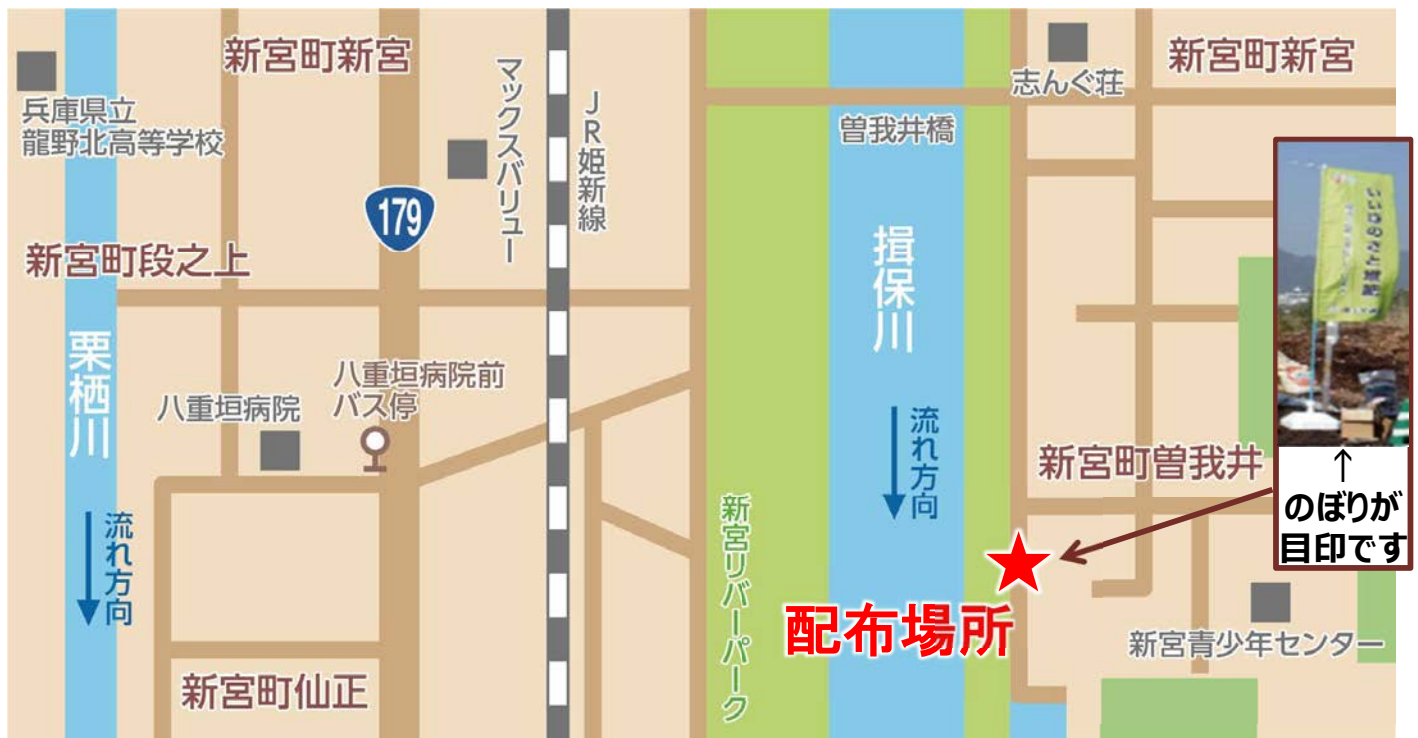 新宮町新宮
兵庫県立
龍野北高等学校
マックスバリュー
JR姫新線
179
新宮町段之上
栗栖川
八重垣病院
八重垣病院前
バス停
流れ方向
新宮町仙正
志んぐ荘
新宮町新宮
曽我井橋
揖保川
流れ方向
新宮リバーパーク
新宮町曽我井
配布場所
↑
のぼりが
目印です
新宮青少年センター